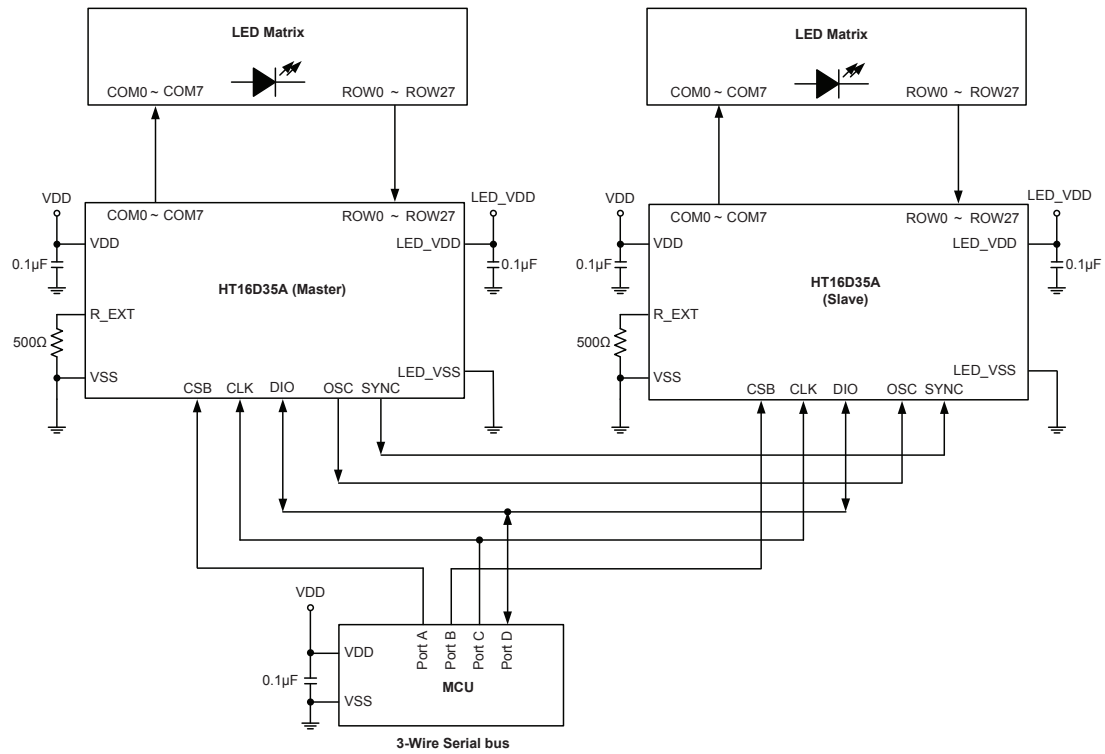 LED Matrix
COM0 ~ COM7 ROW0 ~ ROW27
LED Matrix
COM0 ~ COM7 ROW0 ~ ROW27
VDD
COM0 ~ COM7 ROW0 ~ ROW27
LED_VDD
VDD
LED_VDD
0.1µF
0.1µF
HT16D35A (Master)
R_EXT
500Ω
VSS
LED_VSS
CSB CLK DIO OSC SYNC
VDD
COM0 ~ COM7 ROW0 ~ ROW27
LED_VDD
VDD
LED_VDD
0.1µF
0.1µF
HT16D35A
(Slave)
R_EXT
500Ω
VSS
LED_VSS
CSB CLK DIO OSC SYNC
VDD
Port A
Port B
Port C
Port D
VDD
0.1µF
MCU
VSS
3-Wire Serial bus